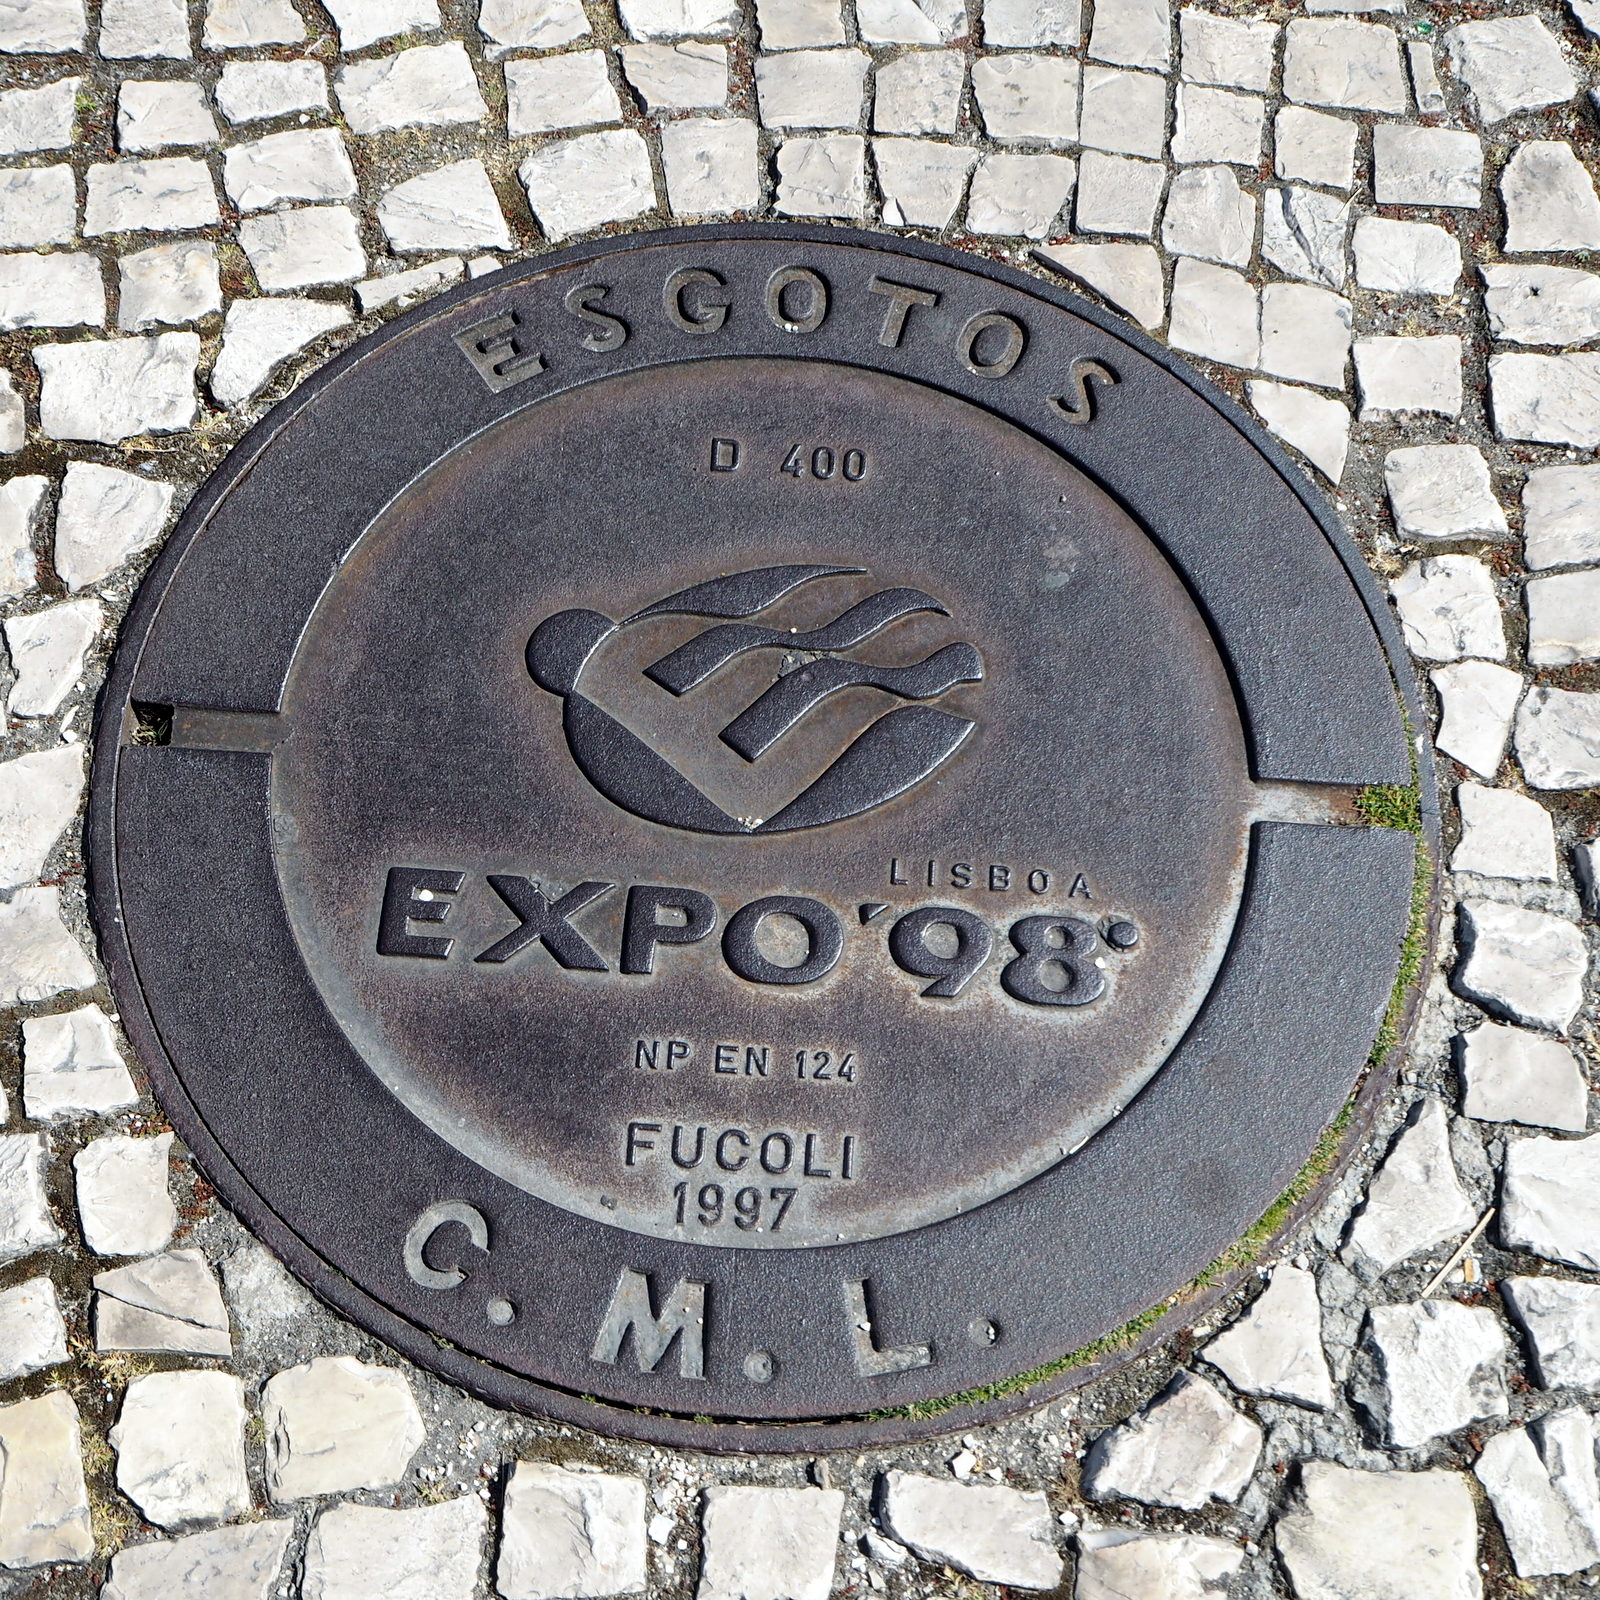 ESGOTOS
D 400
LISBOA
EXPO'98
NP EN 124
FUCOLI
1997
C.M.L.